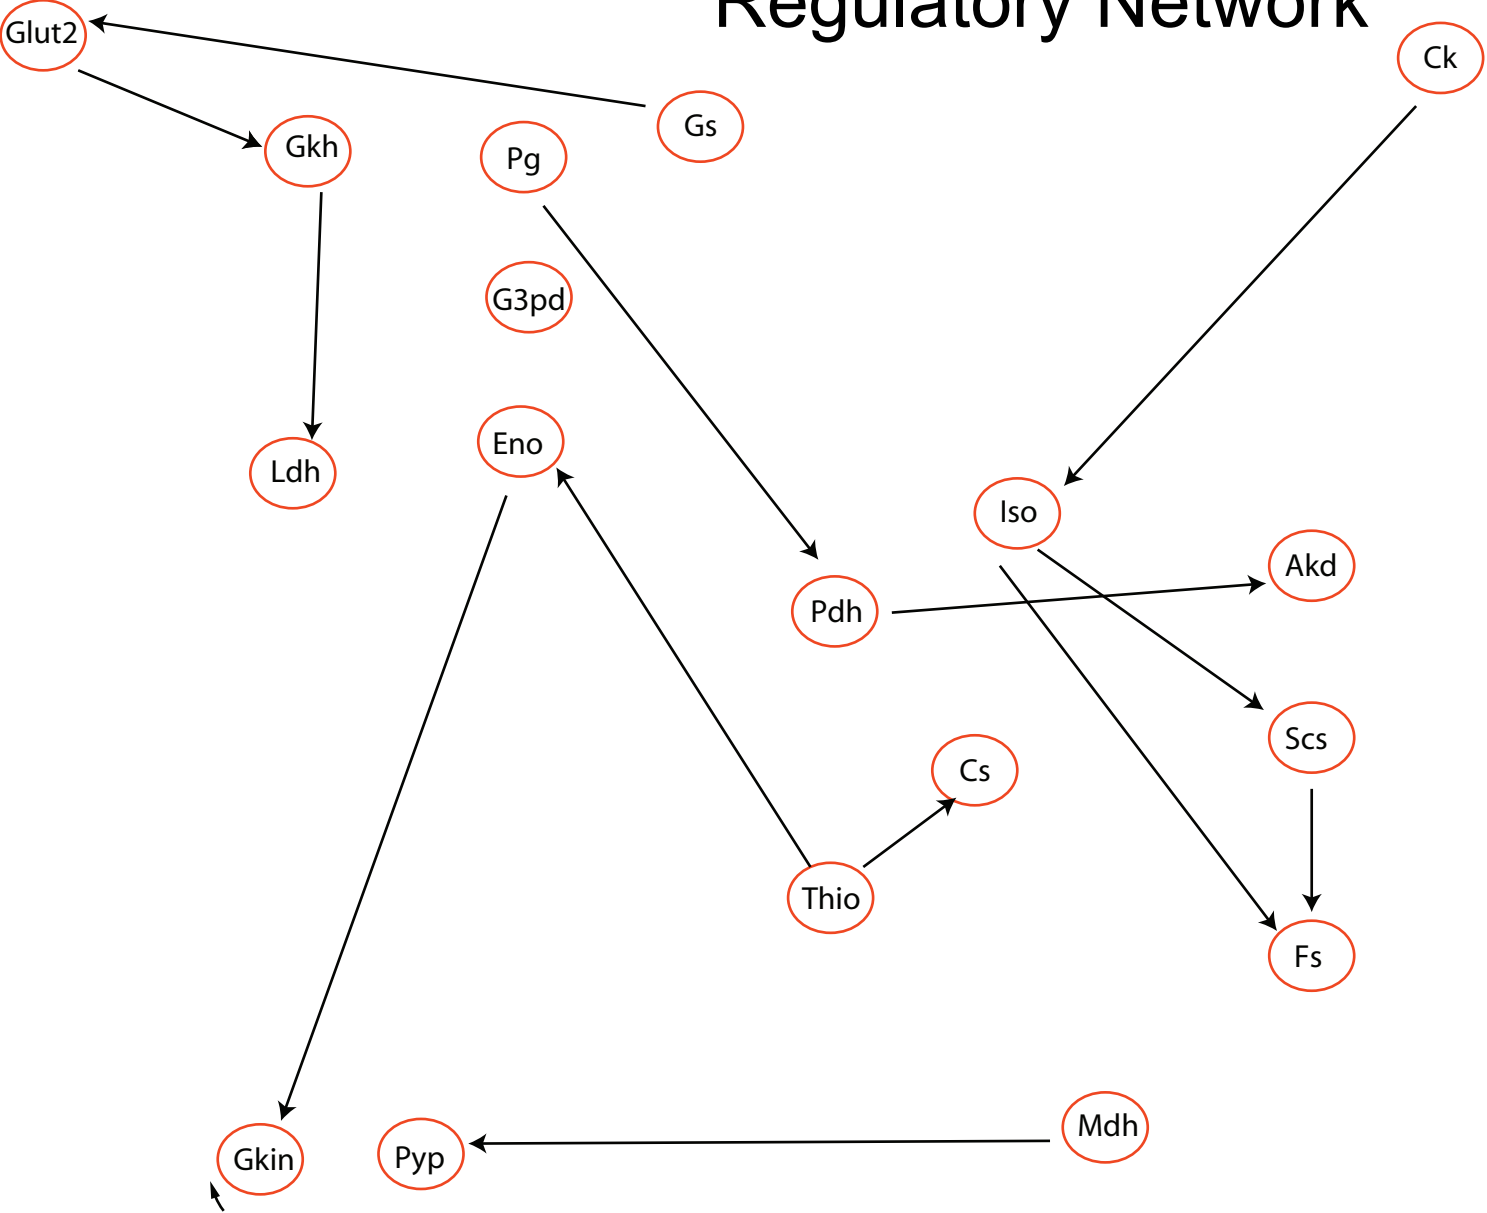 Regulatory Network
Glut2
Ck
Gs
Gkh
Pg
G3pd
Eno
Ldh
Iso
Akd
Pdh
Scs
Cs
Thio
Fs
Mdh
Gkin
Pyp